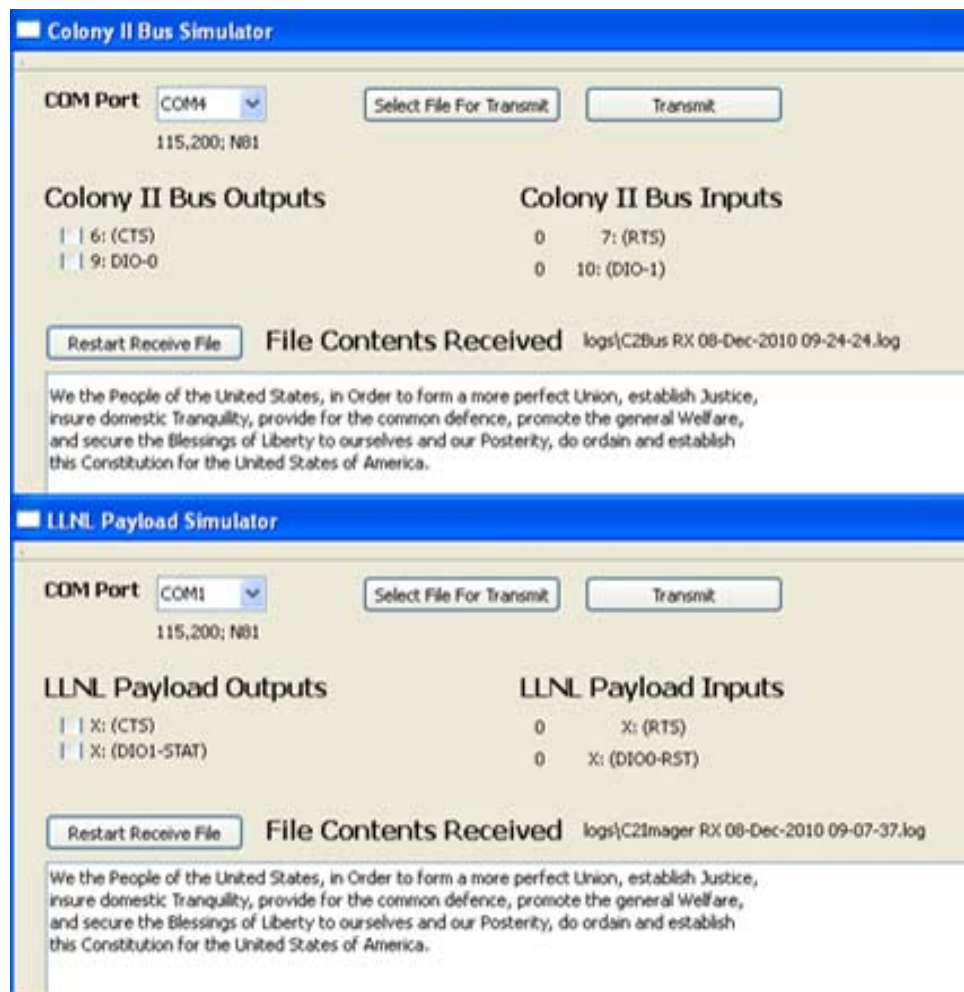 Colony II Bus Simulator
COM Port COM4 Select File For Transmit Transmit
115,200; N81
Colony II Bus Outputs Colony II Bus Inputs
6: (CTS) 0 7: (RTS)
9: DIO-0 0 10: (DIO-1)
Restart Receive File File Contents Received logs\C2Bus RX 08-Dec-2010 09-24-24.log
We the People of the United States, in Order to form a more perfect Union, establish Justice,
insure domestic Tranquility, provide for the common defence, promote the general Welfare,
and secure the Blessings of Liberty to ourselves and our Posterity, do ordain and establish
this Constitution for the United States of America.
LLNL Payload Simulator
COM Port COM1 Select File For Transmit Transmit
115,200; N81
LLNL Payload Outputs LLNL Payload Inputs
X: (CTS) 0 X: (RTS)
X: (DIO1-STAT) 0 X: (DIO0-RST)
Restart Receive File File Contents Received logs\C2Imager RX 08-Dec-2010 09-07-37.log
We the People of the United States, in Order to form a more perfect Union, establish Justice,
insure domestic Tranquility, provide for the common defence, promote the general Welfare,
and secure the Blessings of Liberty to ourselves and our Posterity, do ordain and establish
this Constitution for the United States of America.